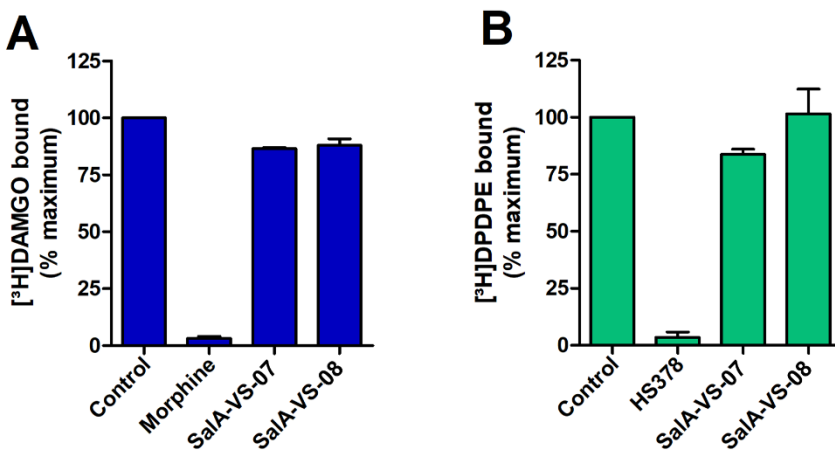 A
[³H]DAMGO bound
(% maximum)
125
100
75
50
25
0
Control
Morphine
SalA-VS-07
SalA-VS-08
B
[³H]DPDPE bound
(% maximum)
125
100
75
50
25
0
Control
HS378
SalA-VS-07
SalA-VS-08